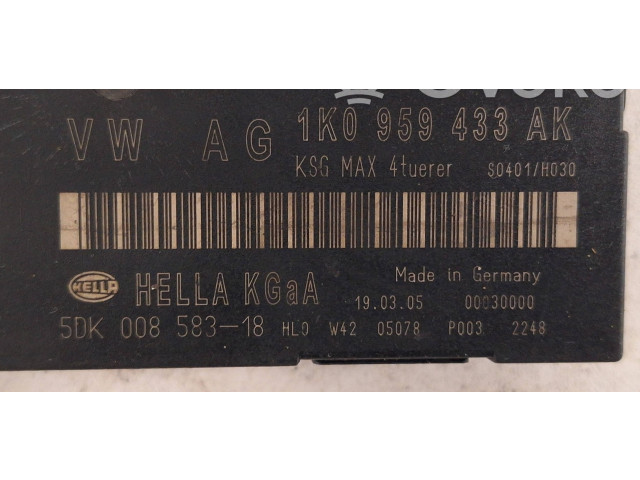 VW AG 1K0 959 433 AK
KSG MAX 4tuerer S0401/H030
HELLA HELLA KGaA Made in Germany
19.03.05 00030000
5DK 008 583-18 HL0 W42 05078 P003 2248